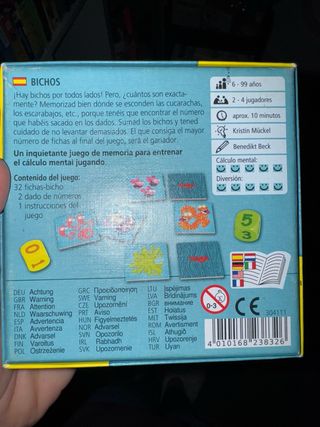 BICHOS
¡Hay bichos por todos lados! Pero, ¿cuántos son exacta-
mente? Memorizad bien dónde se esconden las cucarachas,
los escarabajos, etc., porque tenéis que encontrar el número
que habéis sacado en los dados. Sumád los bichos y tened
cuidado de no levantar demasiados. El que consiga el mayor
número de fichas al final del juego, será el ganador.
Un inquietante juego de memoria para entrenar
el cálculo mental jugando.
Contenido del juego:
32 fichas-bicho
2 dado de números
1 instrucciones del
juego
6 - 99 años
2 - 4 jugadores
aprox. 10 minutos
Kristin Mückel
Benedikt Beck
Cálculo mental:
Diversión:
0
1
5
3
DEU Achtung
GBR Warning
FRA Attention
NLD Waarschuwing
ESP Advertencia
ITA Avvertenza
DNK Advarsel
FIN Varoitus
POL Ostrzeżenie
GRC Προειδοποίηση
SWE Varning
CZE Upozornění
PRT Aviso
HUN Figyelmeztetés
NOR Advarsel
SVN Opozorilo
IRL Rabhadh
SVK Upozornenie
LTU Įspėjimas
LVA Brīdinājums
BGR внимание
EST Hoiatus
MLT Twissija
ROM Avertisment
ISL Athugið
HRV Upozorenje
TUR Uyarı
0-3
CE
304111
4 010168 238326